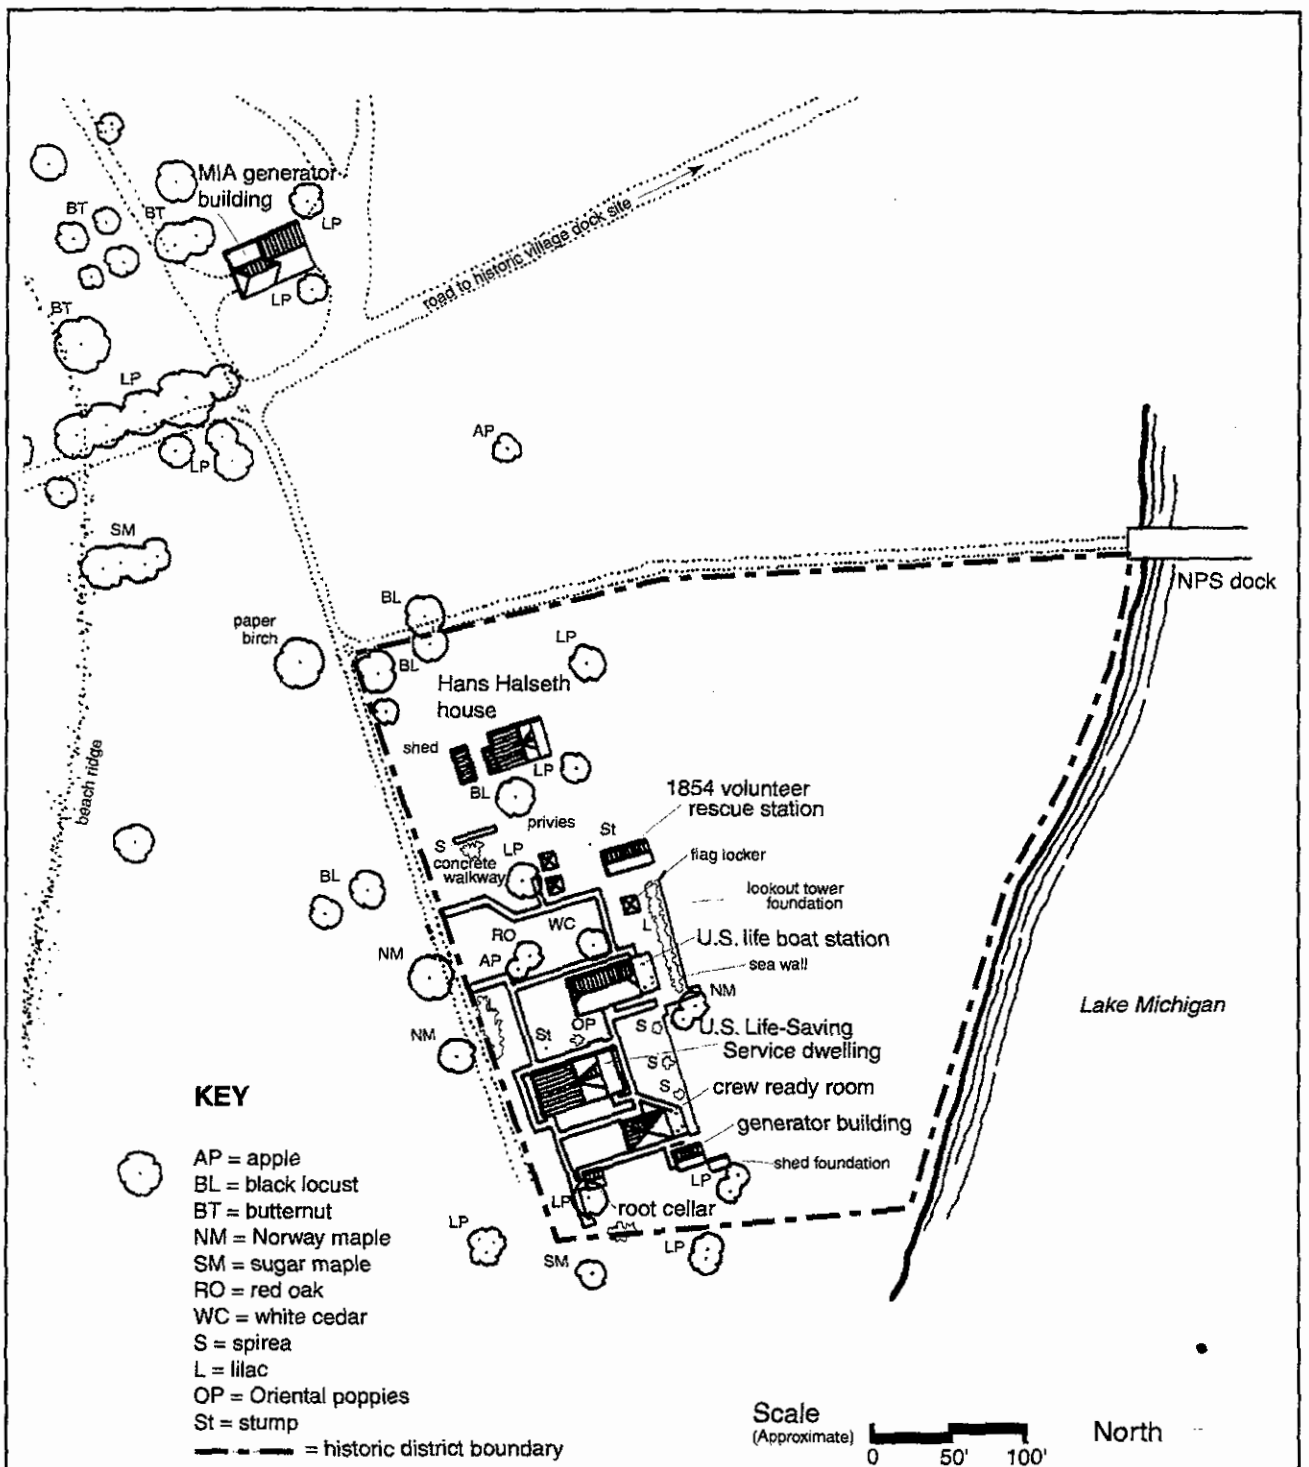 MIA generator
building
BT
BT
LP
LP
road to historic village dock site
BT
LP
AP
LP
SM
NPS dock
BL
paper
birch
LP
BL
Hans Halseth
house
shed
LP
beach ridge
BL
1854 volunteer
rescue station
privies
St
S
LP
flag locker
concrete
walkway
BL
lookout tower
foundation
WC
L
RO
U.S. life boat station
NM
AP
sea wall
NM
L
Lake Michigan
OP
S
U.S. Life-Saving
NM
St
Service dwelling
S
S
crew ready room
KEY
generator building
AP = apple
shed foundation
BL = black locust
LP
BT = butternut
LP
root cellar
NM = Norway maple
LP
LP
SM = sugar maple
SM
RO = red oak
WC = white cedar
S = spirea
L = lilac
OP = Oriental poppies
St = stump
= historic district boundary
Scale
(Approximate)
0 50' 100'
North